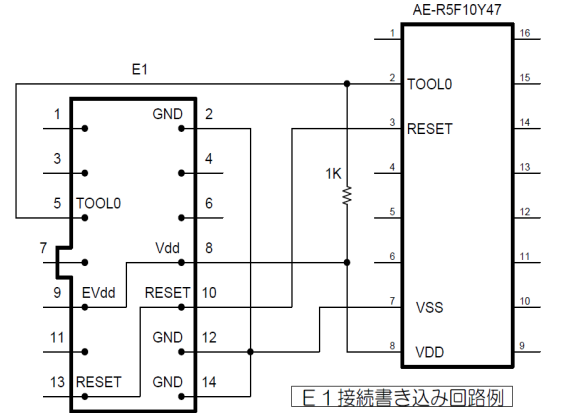 AE-R5F10Y47
E1
1 16
2 TOOL0 15
3 RESET 14
4 13
5 12
6 11
7 VSS 10
8 VDD 9
1K
1 GND 2
3 4
5 TOOL0 6
7 Vdd 8
9 EVdd RESET 10
11 GND 12
13 RESET GND 14
E1接続書き込み回路例